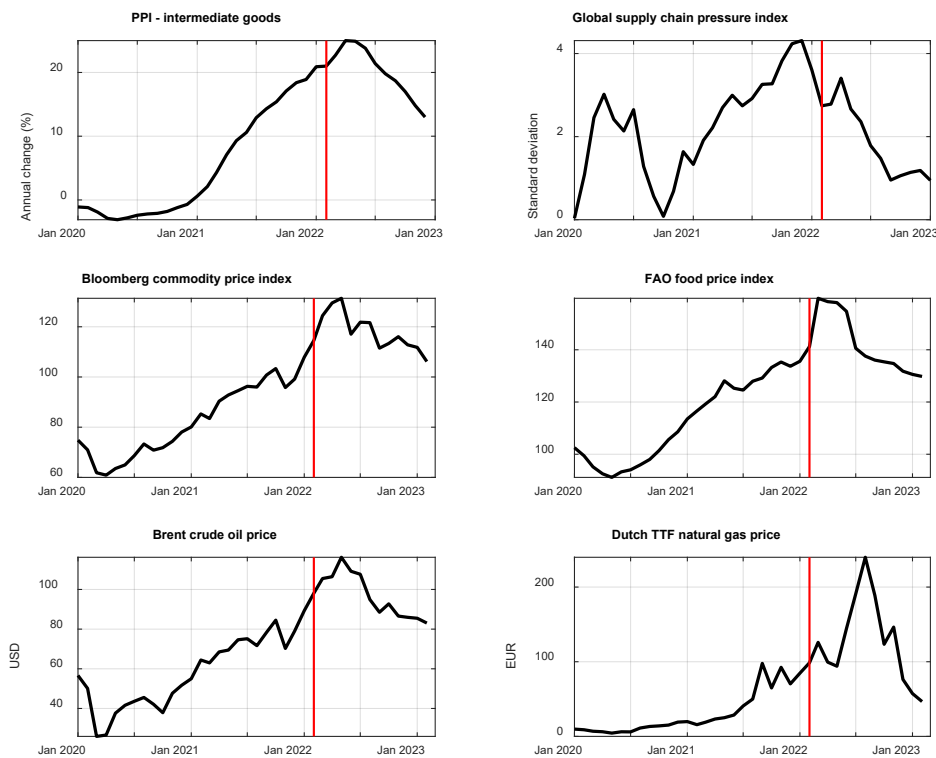 PPI - intermediate goods
Annual change (%)
20
10
0
Jan 2020
Jan 2021
Jan 2022
Jan 2023
Global supply chain pressure index
Standard deviation
4
2
0
Jan 2020
Jan 2021
Jan 2022
Jan 2023
Bloomberg commodity price index
120
100
80
60
Jan 2020
Jan 2021
Jan 2022
Jan 2023
FAO food price index
140
120
100
Jan 2020
Jan 2021
Jan 2022
Jan 2023
Brent crude oil price
USD
100
80
60
40
Jan 2020
Jan 2021
Jan 2022
Jan 2023
Dutch TTF natural gas price
EUR
200
100
0
Jan 2020
Jan 2021
Jan 2022
Jan 2023